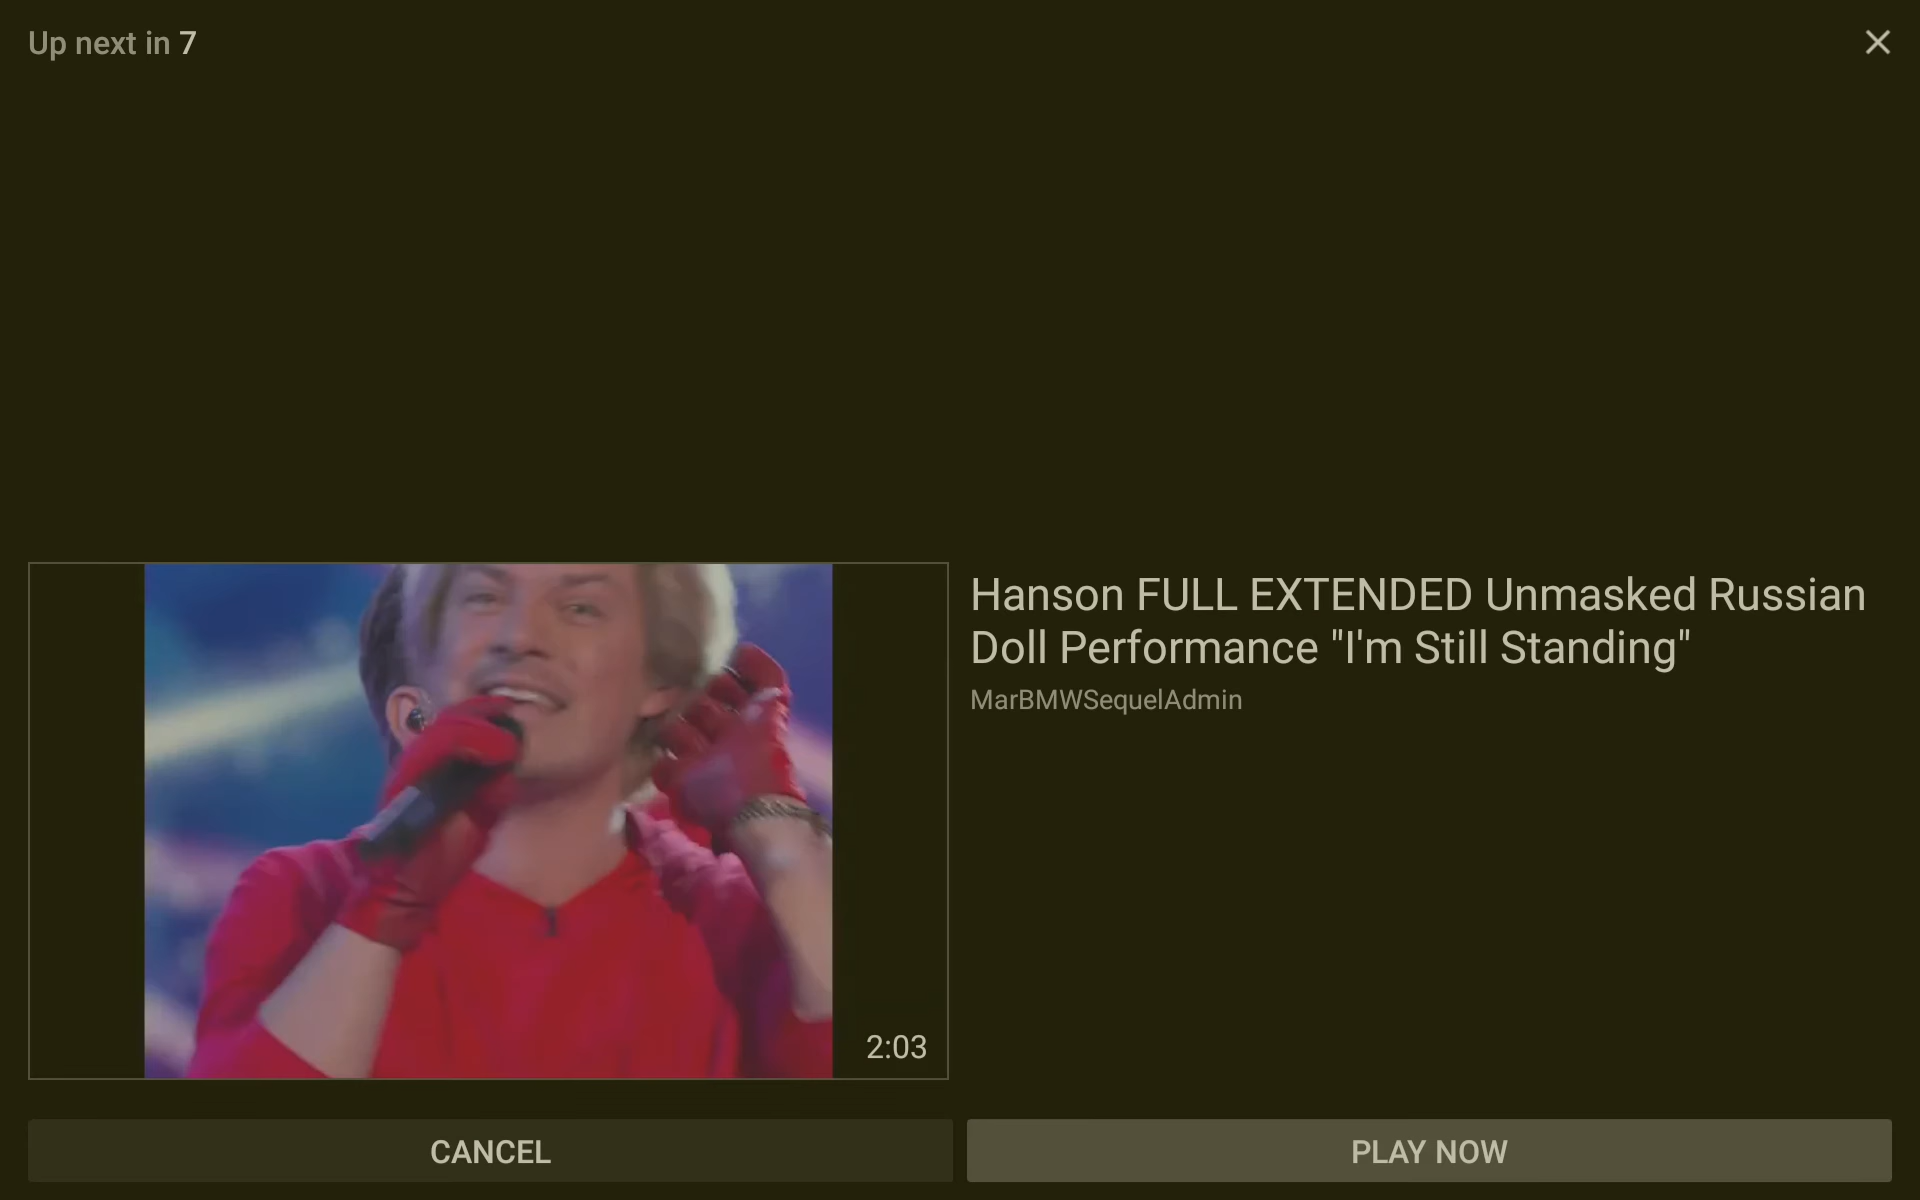 Up next in 7
Hanson FULL EXTENDED Unmasked Russian
Doll Performance "I'm Still Standing"
MarBMWSequelAdmin
2:03
CANCEL
PLAY NOW